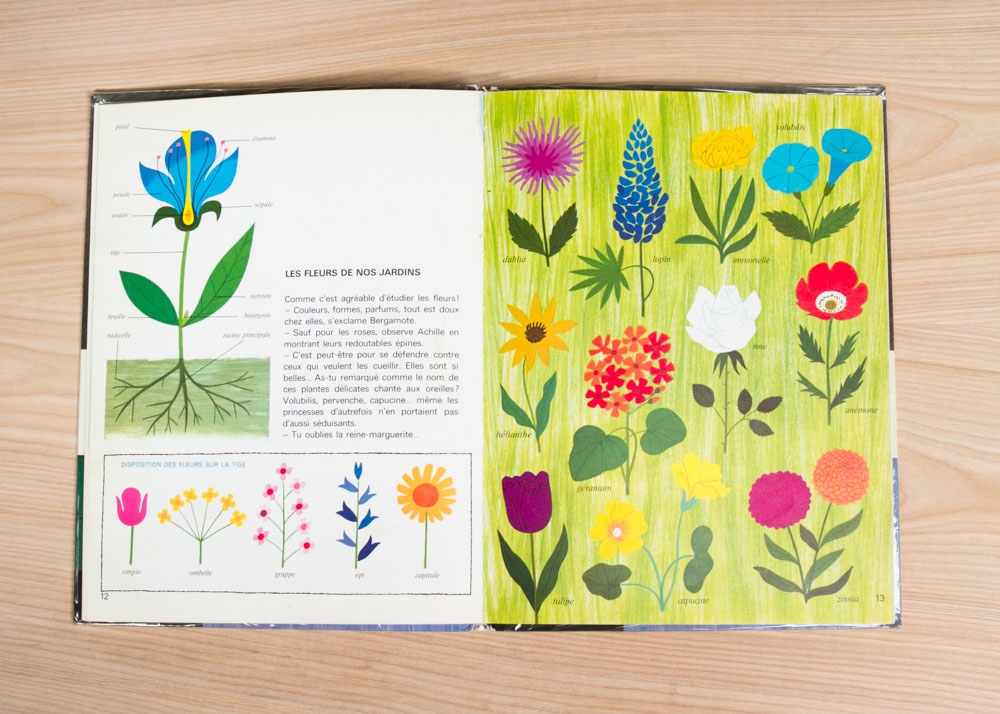 pistil
étamine
pétale
ovaire
sépale
tige
nervure
feuille
bourgeon
radicelle
racine principale
LES FLEURS DE NOS JARDINS
Comme c'est agréable d'étudier les fleurs!
– Couleurs, formes, parfums, tout est doux
chez elles, s'exclame Bergamote.
– Sauf pour les roses, observe Achille en
montrant leurs redoutables épines.
– C'est peut-être pour se défendre contre
ceux qui veulent les cueillir. Elles sont si
belles.. As-tu remarqué comme le nom de
ces plantes délicates chante aux oreilles?
Volubilis, pervenche, capucine.. même les
princesses d'autrefois n'en portaient pas
d'aussi séduisants.
– Tu oublies la reine-marguerite..
DISPOSITION DES FLEURS SUR LA TIGE
simple
ombelle
grappe
épi
capitule
12
volubilis
dahlia
lupin
immortelle
rose
anémone
hélianthe
géranium
tulipe
capucine
zinnia
13